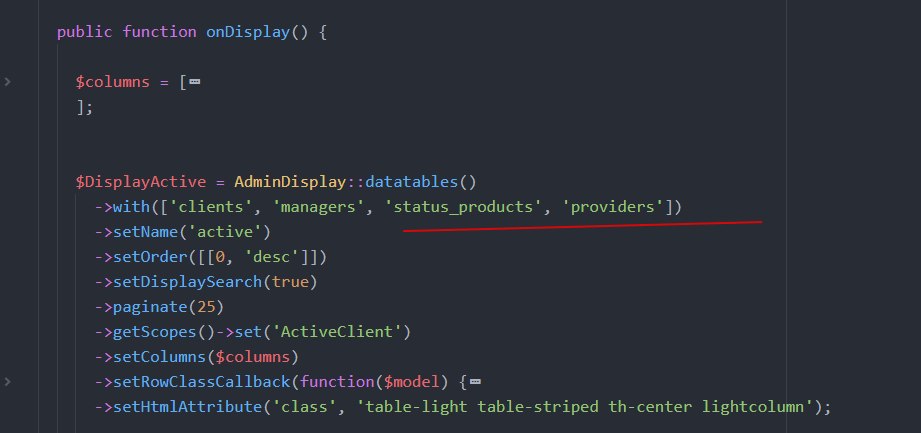 public function onDisplay() {
$columns = [⋯
];
$DisplayActive = AdminDisplay::datatables()
->with(['clients', 'managers', 'status_products', 'providers'])
->setName('active')
->setOrder([[0, 'desc']])
->setDisplaySearch(true)
->paginate(25)
->getScopes()->set('ActiveClient')
->setColumns($columns)
->setRowClassCallback(function($model) {⋯
->setHtmlAttribute('class', 'table-light table-striped th-center lightcolumn');